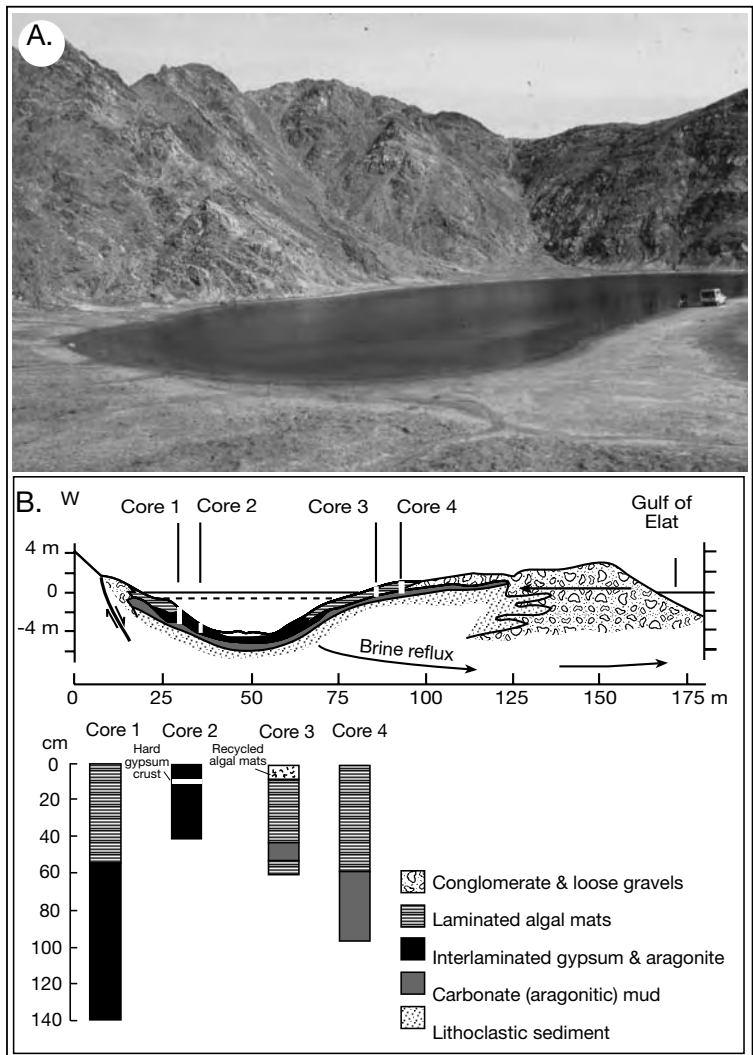 A.
B.
W
Core 1
Core 2
Core 3
Core 4
Gulf of
Elat
4 m
0
-4 m
Brine reflux
0
25
50
75
100
125
150
175 m
cm
Core 1
Core 2
Core 3
Core 4
Hard
gypsum
crust
Recycled
algal mats
0
20
40
60
80
100
120
140
Conglomerate & loose gravels
Laminated algal mats
Interlaminated gypsum & aragonite
Carbonate (aragonitic) mud
Lithoclastic sediment